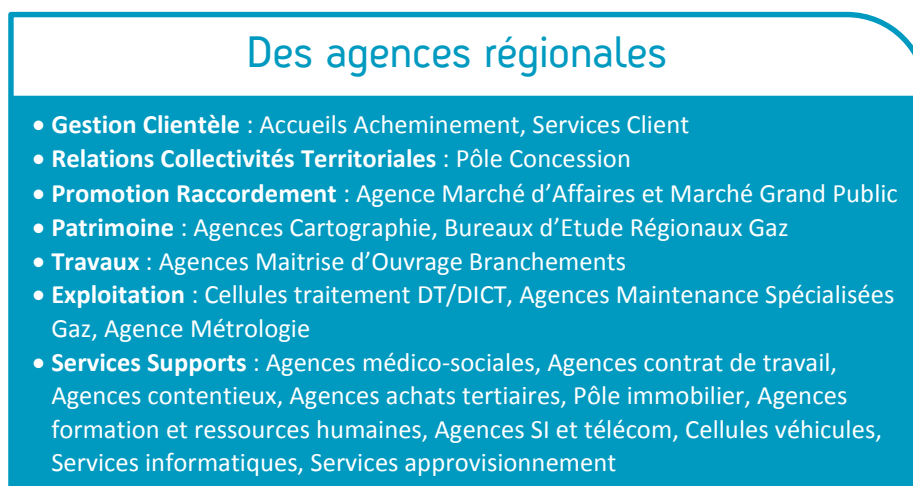 Des agences régionales
• Gestion Clientèle : Accueils Acheminement, Services Client
• Relations Collectivités Territoriales : Pôle Concession
• Promotion Raccordement : Agence Marché d’Affaires et Marché Grand Public
• Patrimoine : Agences Cartographie, Bureaux d’Etude Régionaux Gaz
• Travaux : Agences Maitrise d’Ouvrage Branchements
• Exploitation : Cellules traitement DT/DICT, Agences Maintenance Spécialisées
Gaz, Agence Métrologie
• Services Supports : Agences médico-sociales, Agences contrat de travail,
Agences contentieux, Agences achats tertiaires, Pôle immobilier, Agences
formation et ressources humaines, Agences SI et télécom, Cellules véhicules,
Services informatiques, Services approvisionnement